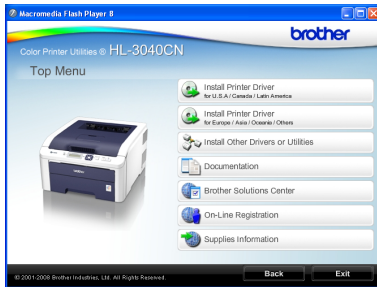 Macromedia Flash Player 8
brother
Color Printer Utilities ® HL-3040CN
Top Menu
Install Printer Driver
for U.S.A / Canada / Latin America
Install Printer Driver
for Europe / Asia / Oceania / Others
Install Other Drivers or Utilities
Documentation
Brother Solutions Center
On-Line Registration
Supplies Information
© 2001-2008 Brother Industries, Ltd. All Rights Reserved.
Back
Exit